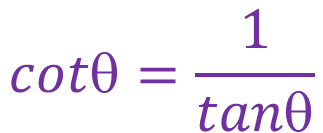 cotθ = 1/tanθ